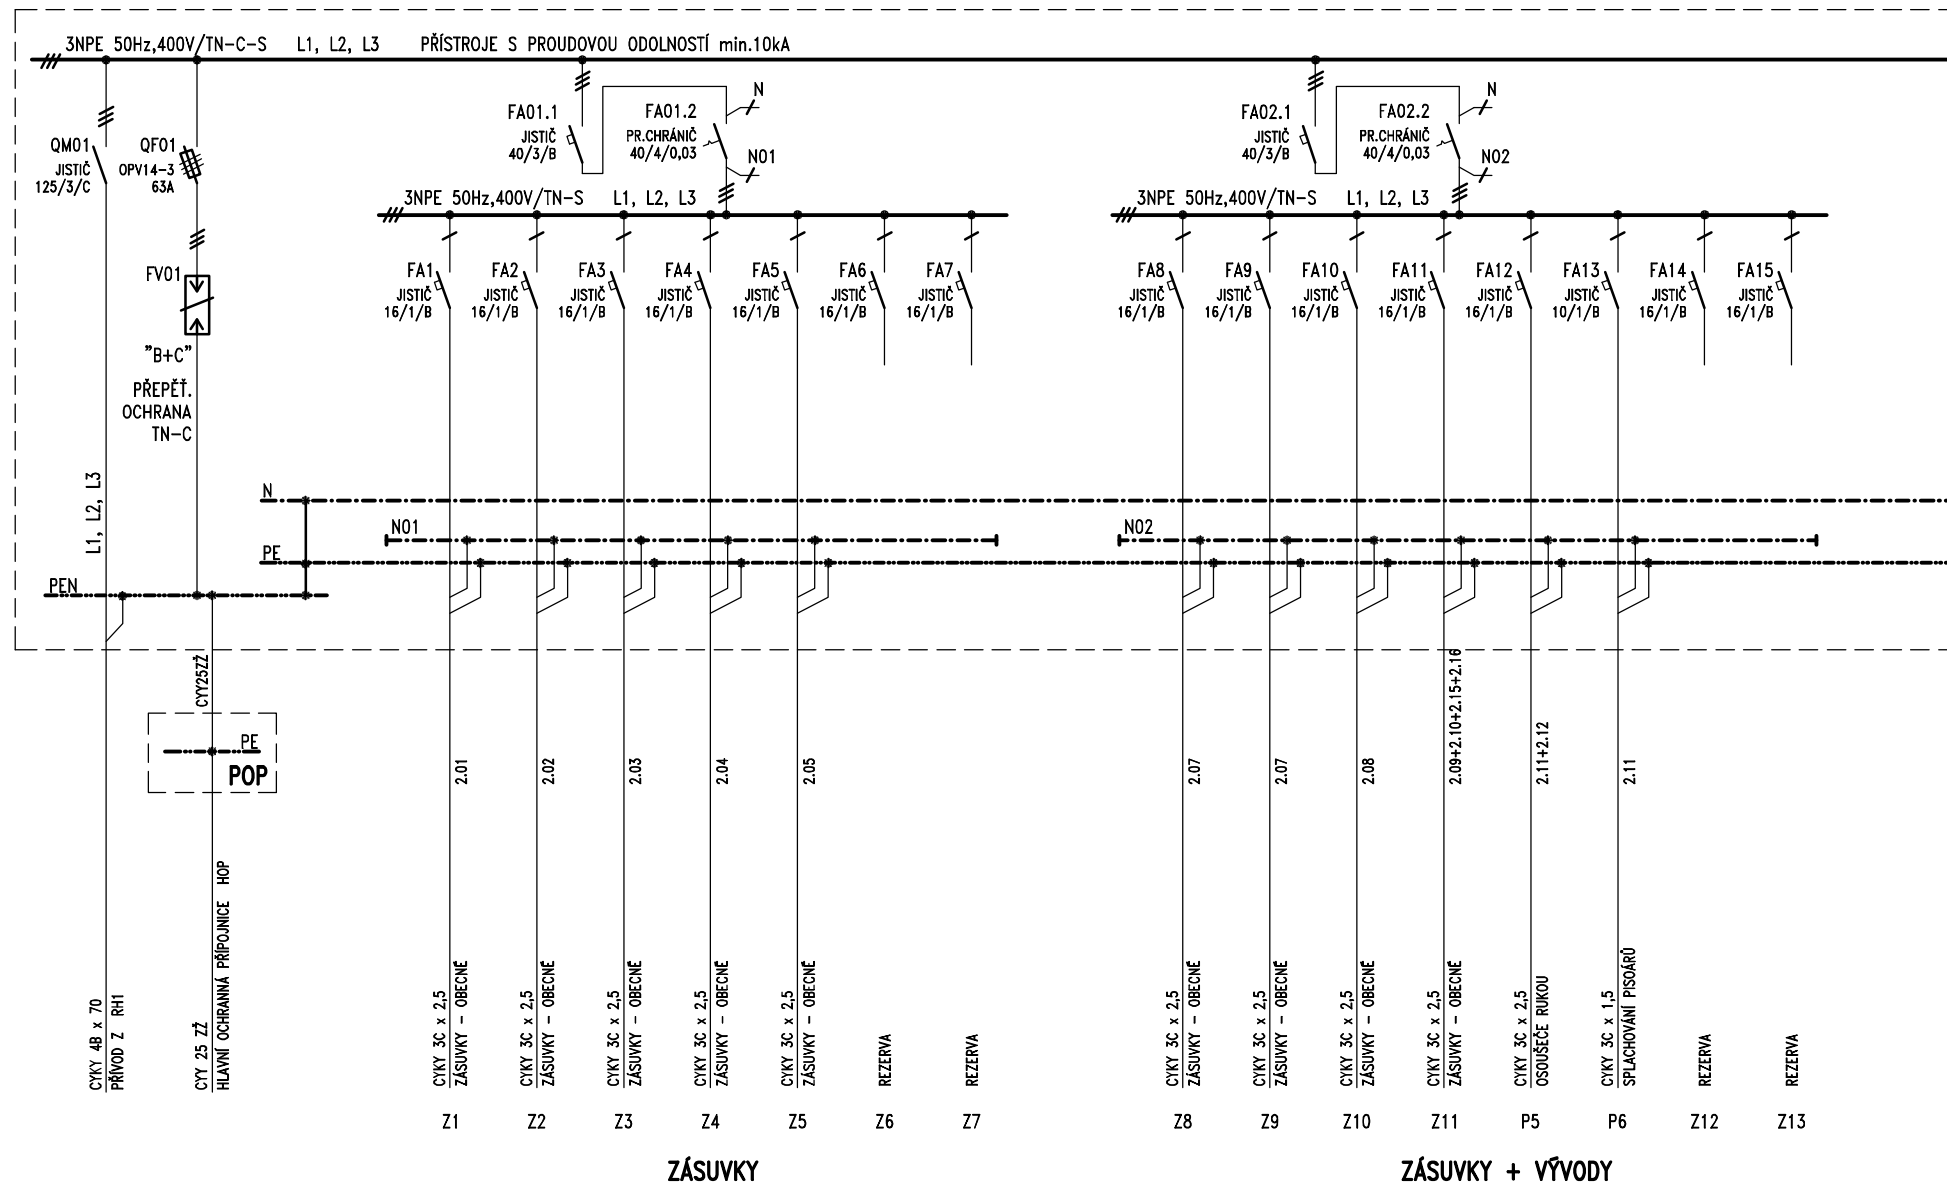 3NPE 50Hz,400V/TN-C-S L1, L2, L3 PŘÍSTROJE S PROUDOVOU ODOLNOSTÍ min.10kA
QM01
JISTIČ
125/3/C
QF01
OPV14-3
63A
FV01
"B+C"
PŘEPĚŤ.
OCHRANA
TN-C
L1, L2, L3
FA01.1
JISTIČ
40/3/B
FA01.2
PR.CHRÁNIČ
40/4/0,03
N
N01
3NPE 50Hz,400V/TN-S L1, L2, L3
FA1
JISTIČ
16/1/B
FA2
JISTIČ
16/1/B
FA3
JISTIČ
16/1/B
FA4
JISTIČ
16/1/B
FA5
JISTIČ
16/1/B
FA6
JISTIČ
16/1/B
FA7
JISTIČ
16/1/B
FA02.1
JISTIČ
40/3/B
FA02.2
PR.CHRÁNIČ
40/4/0,03
N
N02
3NPE 50Hz,400V/TN-S L1, L2, L3
FA8
JISTIČ
16/1/B
FA9
JISTIČ
16/1/B
FA10
JISTIČ
16/1/B
FA11
JISTIČ
16/1/B
FA12
JISTIČ
16/1/B
FA13
JISTIČ
10/1/B
FA14
JISTIČ
16/1/B
FA15
JISTIČ
16/1/B
N
N01
N02
PE
PEN
CYY25ZŽ
PE
POP
2.01
2.02
2.03
2.04
2.05
2.07
2.07
2.08
2.09+2.10+2.15+2.16
2.11+2.12
2.11
CYKY 4B x 70
PŘÍVOD Z RH1
CYY 25 ZŽ
HLAVNÍ OCHRANNÁ PŘÍPOJNICE HOP
CYKY 3C x 2,5
ZÁSUVKY - OBECNÉ
CYKY 3C x 2,5
ZÁSUVKY - OBECNÉ
CYKY 3C x 2,5
ZÁSUVKY - OBECNÉ
CYKY 3C x 2,5
ZÁSUVKY - OBECNÉ
CYKY 3C x 2,5
ZÁSUVKY - OBECNÉ
REZERVA
REZERVA
CYKY 3C x 2,5
ZÁSUVKY - OBECNÉ
CYKY 3C x 2,5
ZÁSUVKY - OBECNÉ
CYKY 3C x 2,5
ZÁSUVKY - OBECNÉ
CYKY 3C x 2,5
ZÁSUVKY - OBECNÉ
CYKY 3C x 2,5
OSOUŠEČE RUKOU
CYKY 3C x 1,5
SPLACHOVÁNÍ PISOÁRŮ
REZERVA
REZERVA
Z1 Z2 Z3 Z4 Z5 Z6 Z7 Z8 Z9 Z10 Z11 P5 P6 Z12 Z13
ZÁSUVKY
ZÁSUVKY + VÝVODY